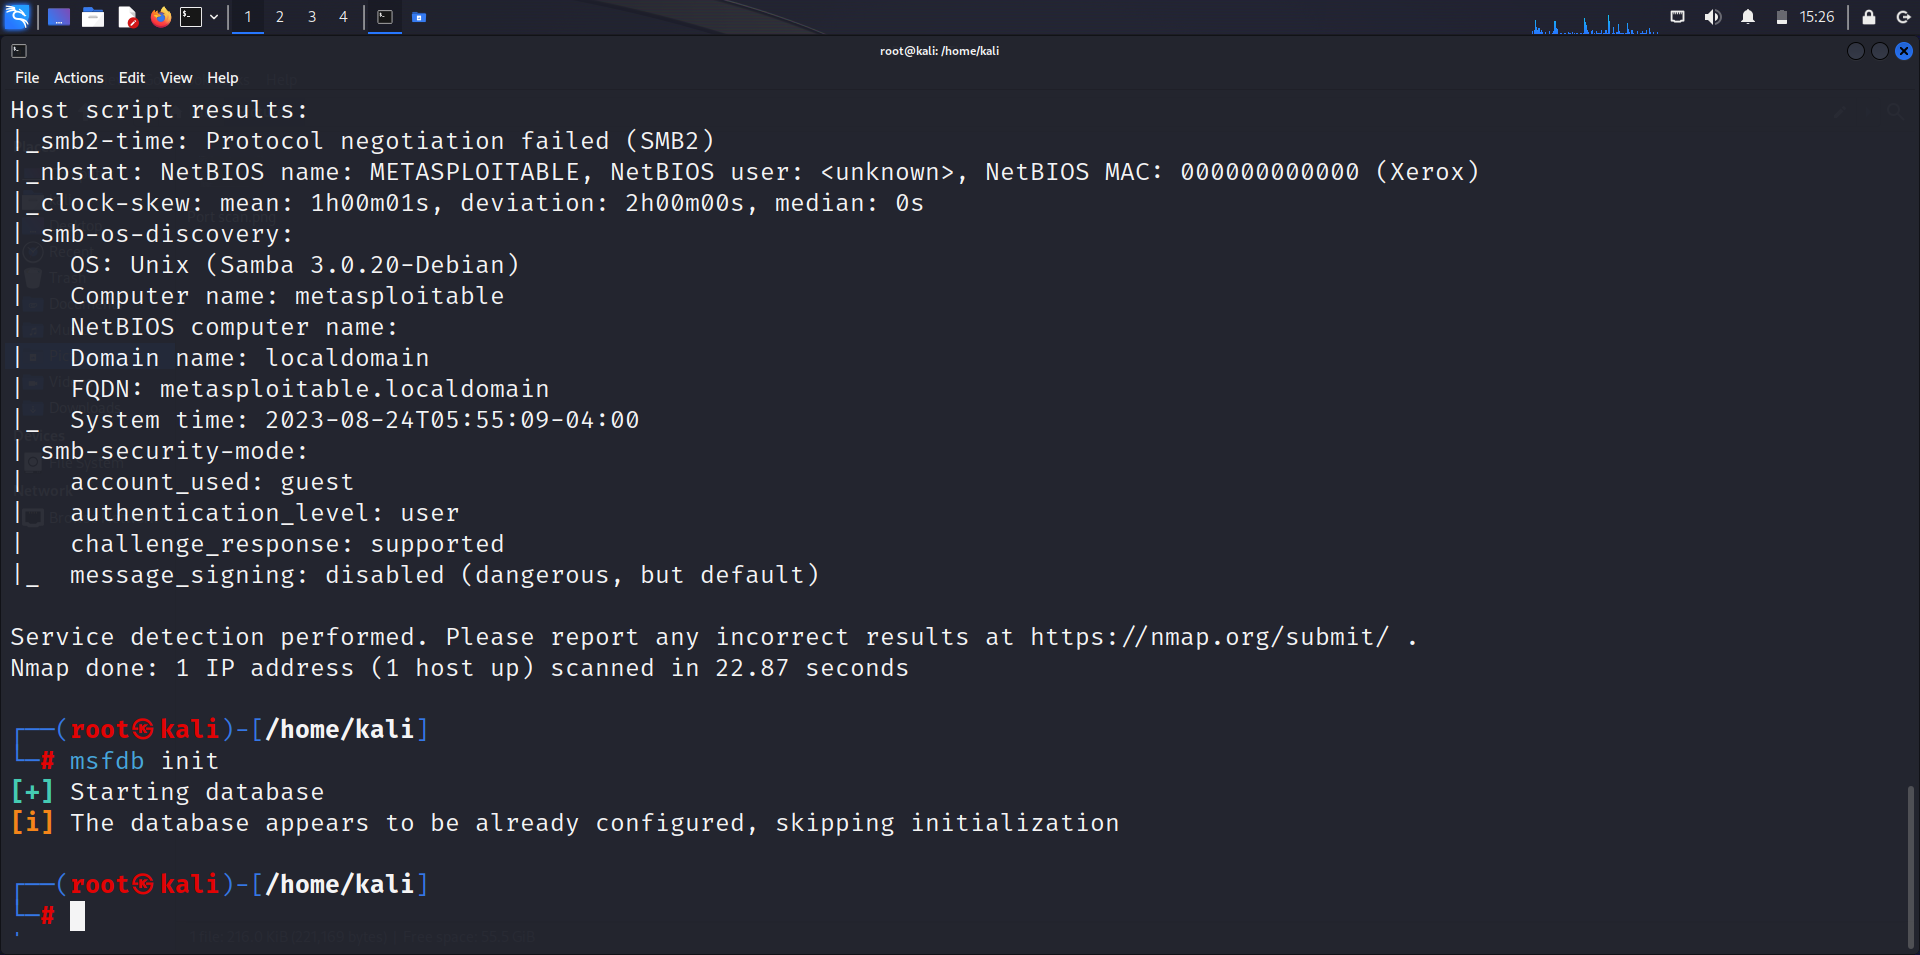 1 2 3 4
15:26
root@kali: /home/kali
File Actions Edit View Help
Host script results:
|_smb2-time: Protocol negotiation failed (SMB2)
|_nbstat: NetBIOS name: METASPLOITABLE, NetBIOS user: <unknown>, NetBIOS MAC: 000000000000 (Xerox)
|_clock-skew: mean: 1h00m01s, deviation: 2h00m00s, median: 0s
| smb-os-discovery:
|   OS: Unix (Samba 3.0.20-Debian)
|   Computer name: metasploitable
|   NetBIOS computer name:
|   Domain name: localdomain
|   FQDN: metasploitable.localdomain
|_  System time: 2023-08-24T05:55:09-04:00
| smb-security-mode:
|   account_used: guest
|   authentication_level: user
|   challenge_response: supported
|_  message_signing: disabled (dangerous, but default)
Service detection performed. Please report any incorrect results at https://nmap.org/submit/ .
Nmap done: 1 IP address (1 host up) scanned in 22.87 seconds
┌──(root㉿kali)-[/home/kali]
└─# msfdb init
[+] Starting database
[i] The database appears to be already configured, skipping initialization
┌──(root㉿kali)-[/home/kali]
└─#